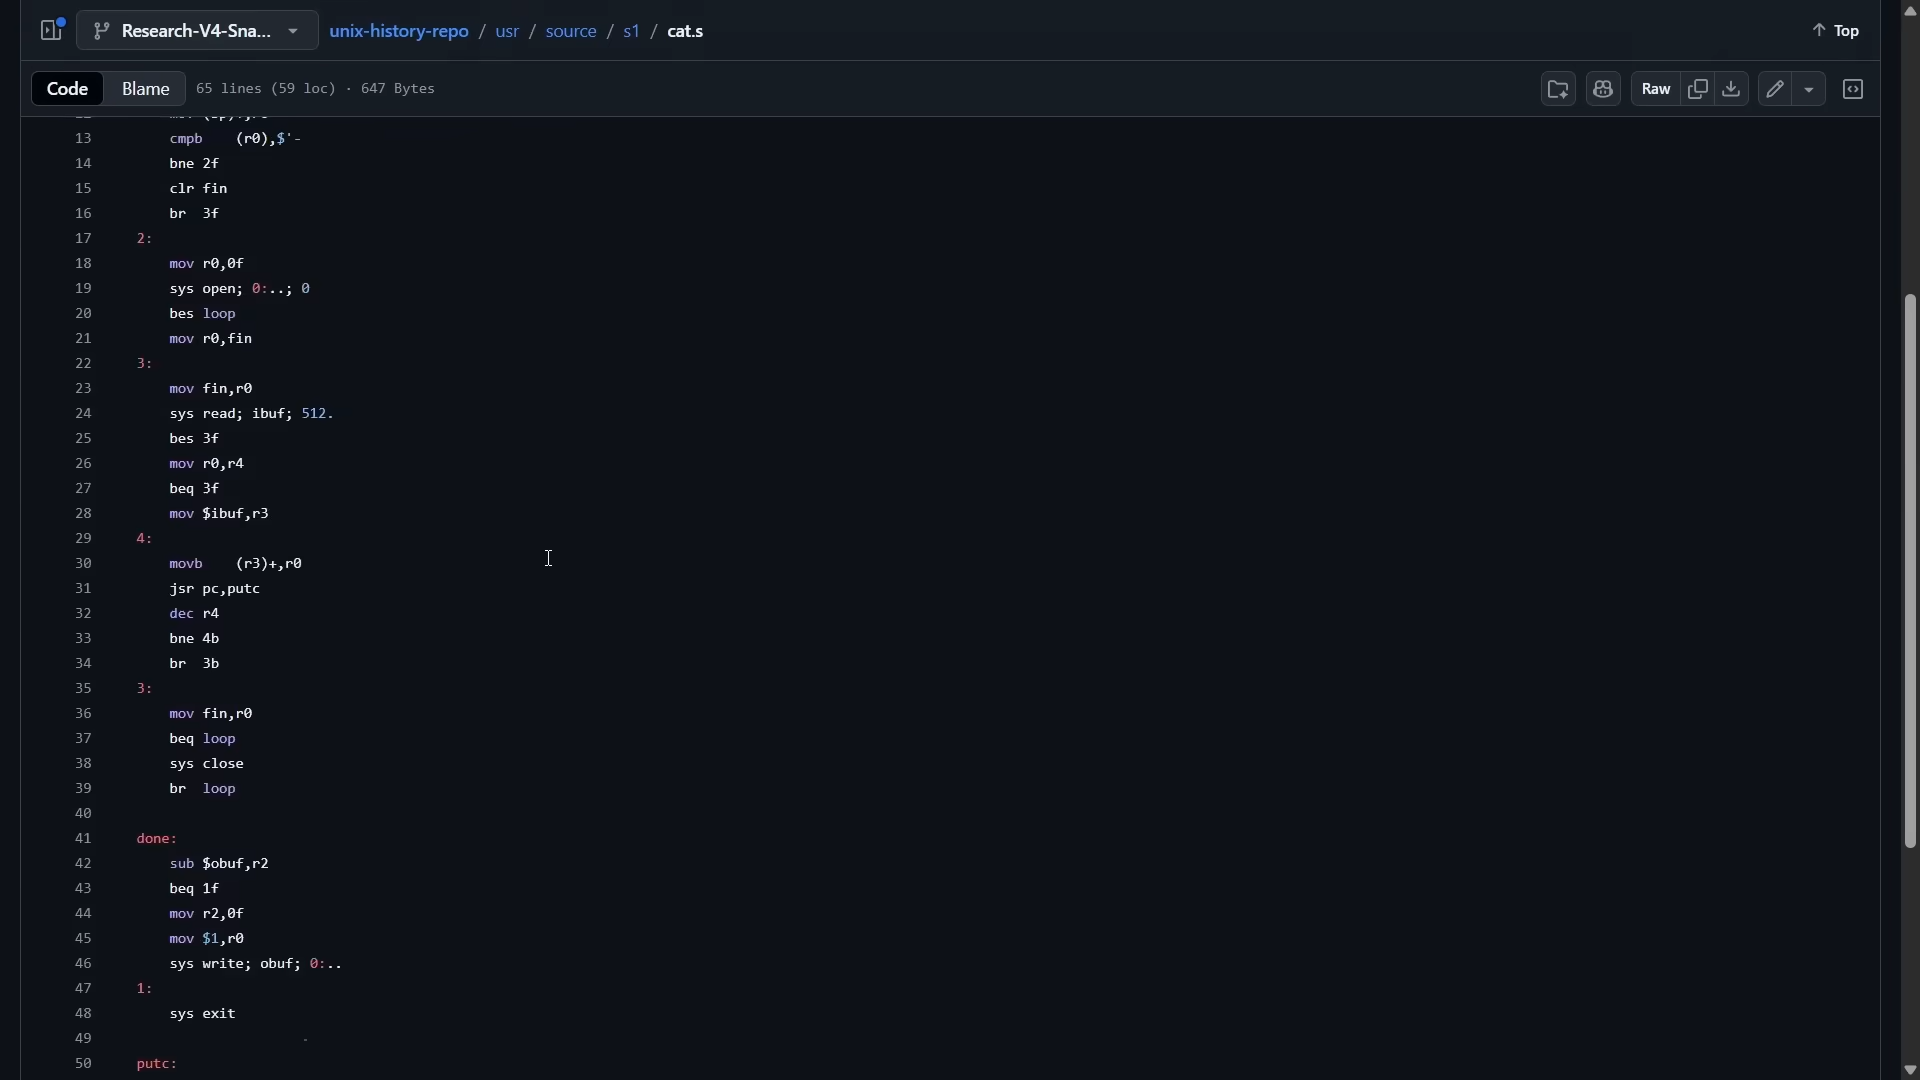 Research-V4-Sna... unix-history-repo / usr / source / s1 / cat.s Top
Code Blame 65 lines (59 loc) · 647 Bytes Raw
13 cmpb (r0),$'-
14 bne 2f
15 clr fin
16 br 3f
17 2:
18 mov r0,0f
19 sys open; 0:..; 0
20 bes loop
21 mov r0,fin
22 3:
23 mov fin,r0
24 sys read; ibuf; 512.
25 bes 3f
26 mov r0,r4
27 beq 3f
28 mov $ibuf,r3
29 4:
30 movb (r3)+,r0
31 jsr pc,putc
32 dec r4
33 bne 4b
34 br 3b
35 3:
36 mov fin,r0
37 beq loop
38 sys close
39 br loop
40
41 done:
42 sub $obuf,r2
43 beq 1f
44 mov r2,0f
45 mov $1,r0
46 sys write; obuf; 0:..
47 1:
48 sys exit
49
50 putc: